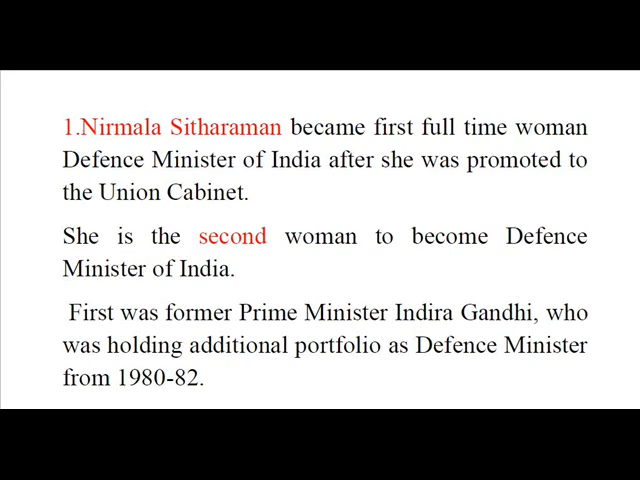 1.Nirmala Sitharaman became first full time woman
Defence Minister of India after she was promoted to
the Union Cabinet.
She is the second woman to become Defence
Minister of India.
First was former Prime Minister Indira Gandhi, who
was holding additional portfolio as Defence Minister
from 1980-82.